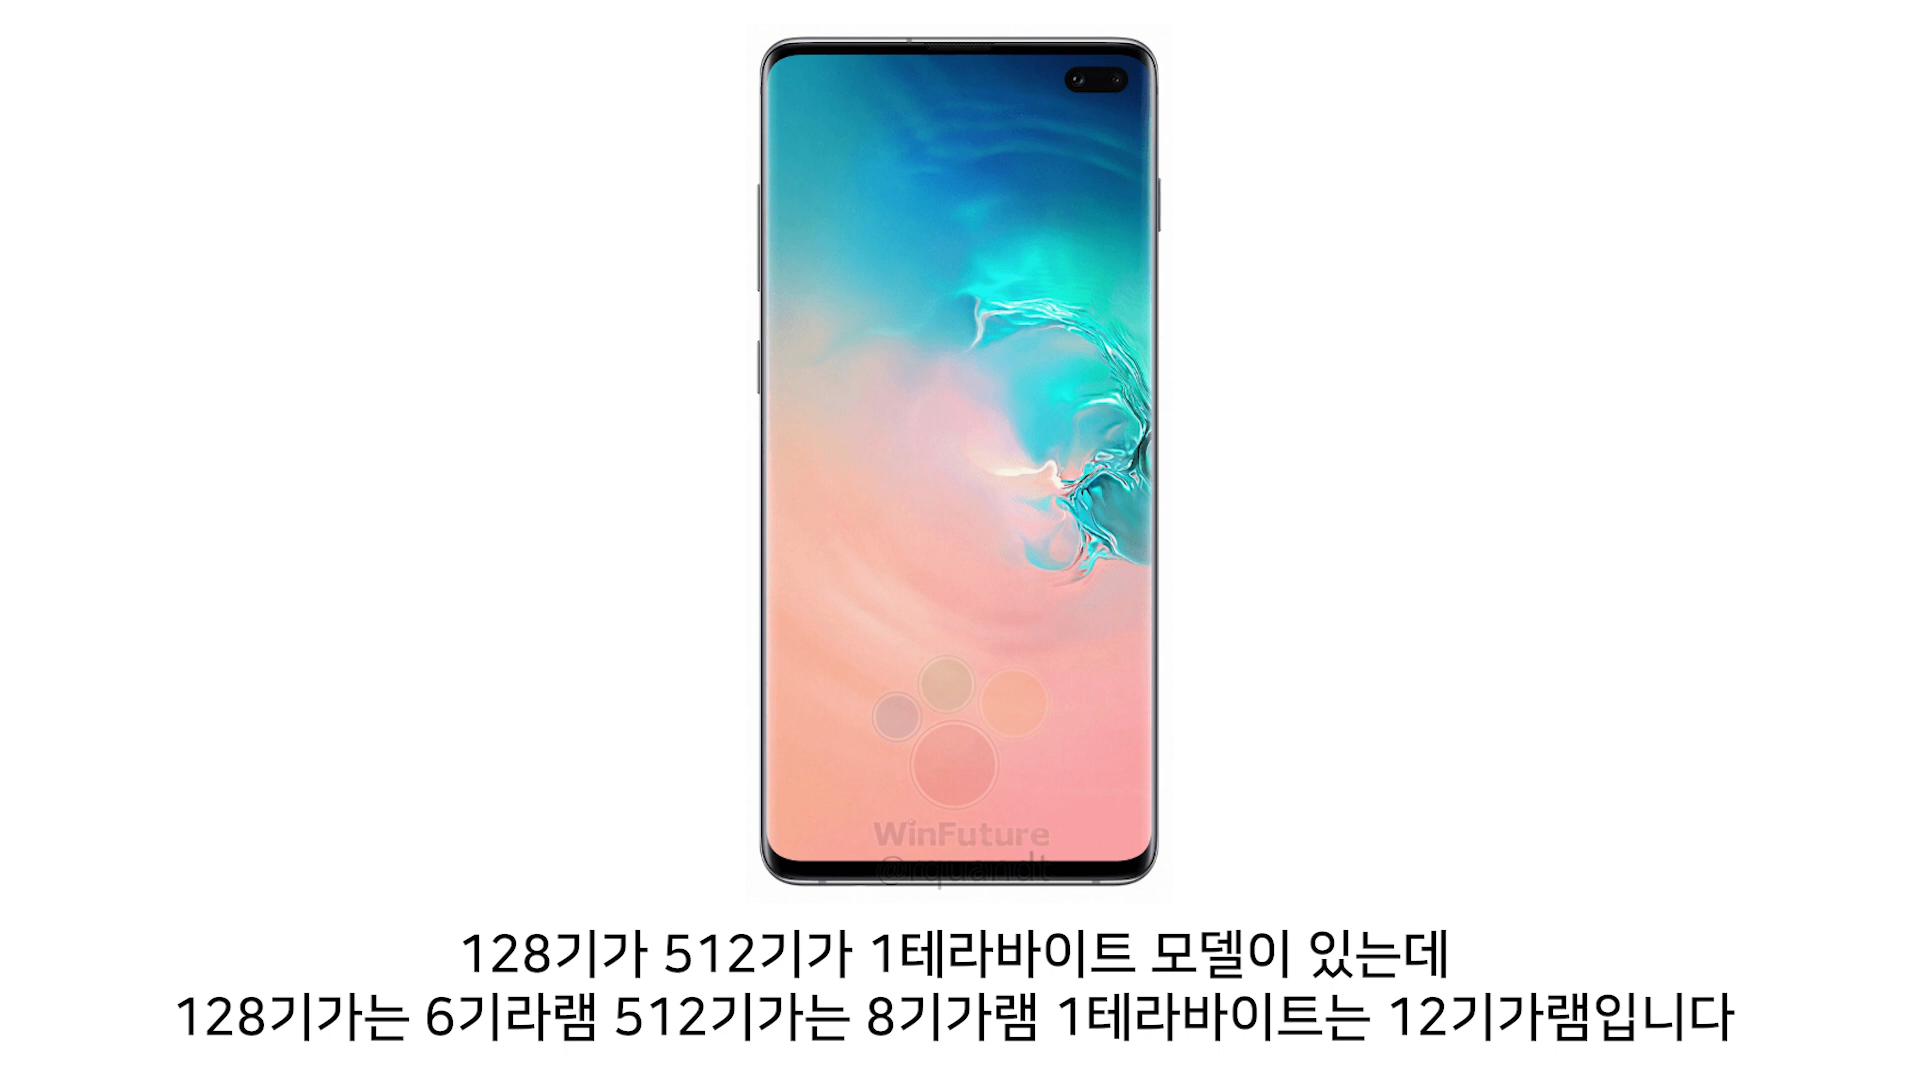 WinFuture
@rquandt
128기가 512기가 1테라바이트 모델이 있는데
128기가는 6기라램 512기가는 8기가램 1테라바이트는 12기가램입니다